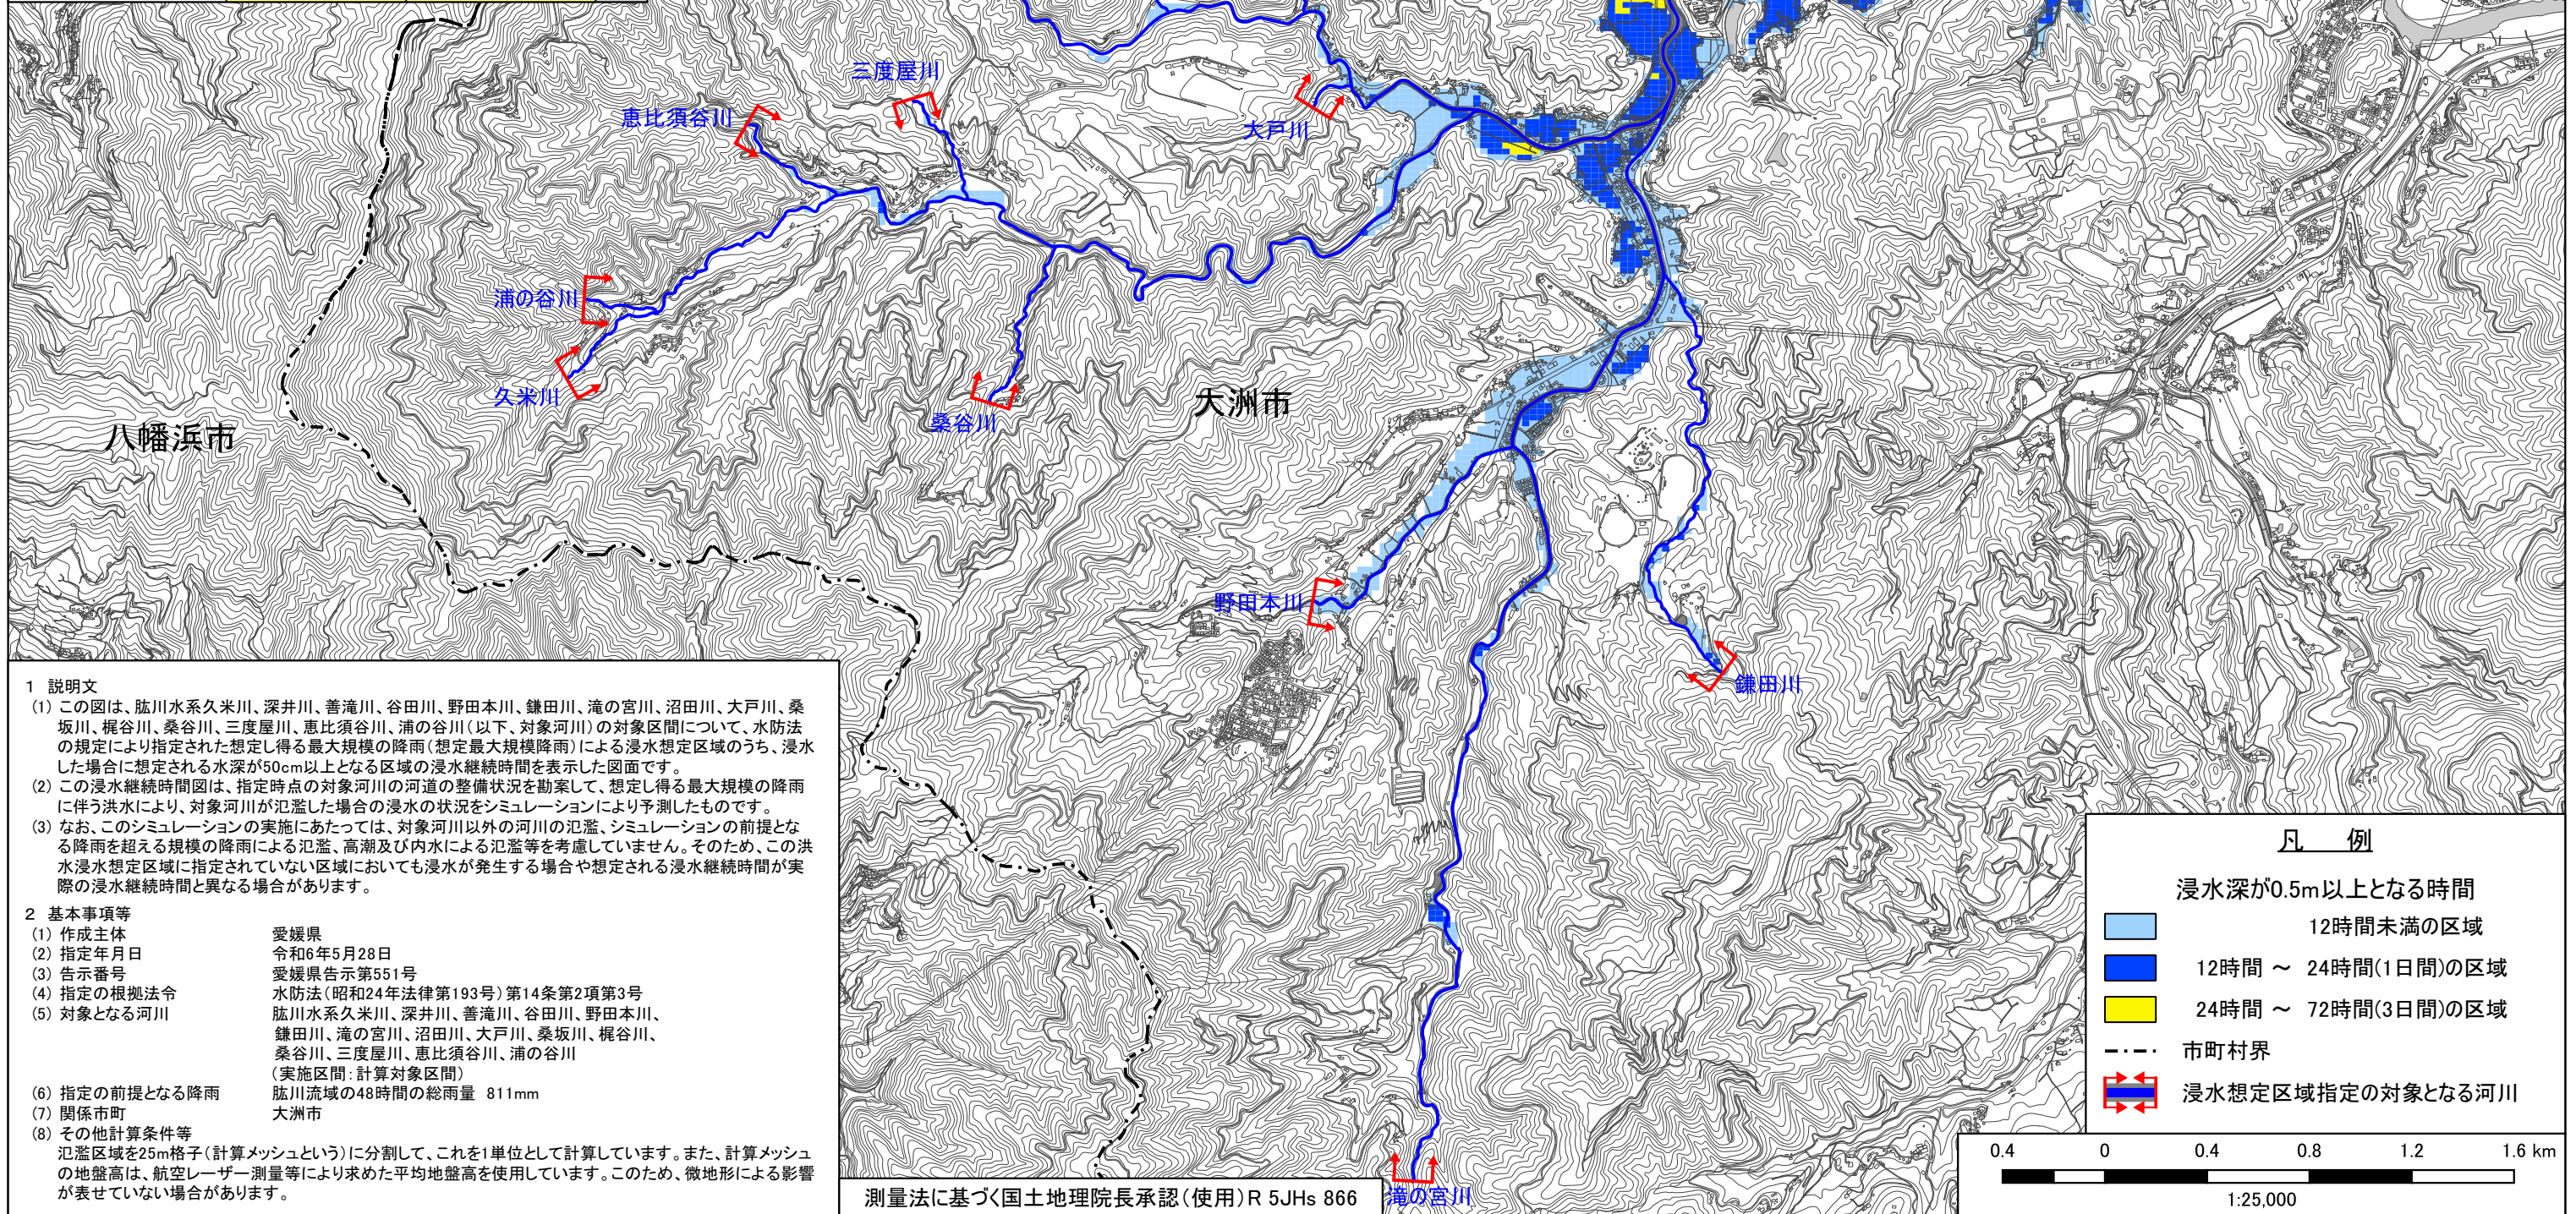 三度屋川
恵比須谷川
大戸川
浦の谷川
久米川
桑谷川
大洲市
八幡浜市
野田本川
鎌田川
滝の宮川
1 説明文
(1) この図は、肱川水系久米川、深井川、善滝川、谷田川、野田本川、鎌田川、滝の宮川、沼田川、大戸川、桑
坂川、梶谷川、桑谷川、三度屋川、恵比須谷川、浦の谷川(以下、対象河川)の対象区間について、水防法
の規定により指定された想定し得る最大規模の降雨(想定最大規模降雨)による浸水想定区域のうち、浸水
した場合に想定される水深が50cm以上となる区域の浸水継続時間を表示した図面です。
(2) この浸水継続時間図は、指定時点の対象河川の河道の整備状況を勘案して、想定し得る最大規模の降雨
に伴う洪水により、対象河川が氾濫した場合の浸水の状況をシミュレーションにより予測したものです。
(3) なお、このシミュレーションの実施にあたっては、対象河川以外の河川の氾濫、シミュレーションの前提とな
る降雨を超える規模の降雨による氾濫、高潮及び内水による氾濫等を考慮していません。そのため、この洪
水浸水想定区域に指定されていない区域においても浸水が発生する場合や想定される浸水継続時間が実
際の浸水継続時間と異なる場合があります。
2 基本事項等
(1) 作成主体 愛媛県
(2) 指定年月日 令和6年5月28日
(3) 告示番号 愛媛県告示第551号
(4) 指定の根拠法令 水防法(昭和24年法律第193号)第14条第2項第3号
(5) 対象となる河川 肱川水系久米川、深井川、善滝川、谷田川、野田本川、
鎌田川、滝の宮川、沼田川、大戸川、桑坂川、梶谷川、
桑谷川、三度屋川、恵比須谷川、浦の谷川
(実施区間:計算対象区間)
(6) 指定の前提となる降雨 肱川流域の48時間の総雨量 811mm
(7) 関係市町 大洲市
(8) その他計算条件等
氾濫区域を25m格子(計算メッシュという)に分割して、これを1単位として計算しています。また、計算メッシュ
の地盤高は、航空レーザー測量等により求めた平均地盤高を使用しています。このため、微地形による影響
が表せていない場合があります。
測量法に基づく国土地理院長承認(使用)R 5JHs 866
凡 例
浸水深が0.5m以上となる時間
12時間未満の区域
12時間 ～ 24時間(1日間)の区域
24時間 ～ 72時間(3日間)の区域
市町村界
浸水想定区域指定の対象となる河川
0.4 0 0.4 0.8 1.2 1.6 km
1:25,000